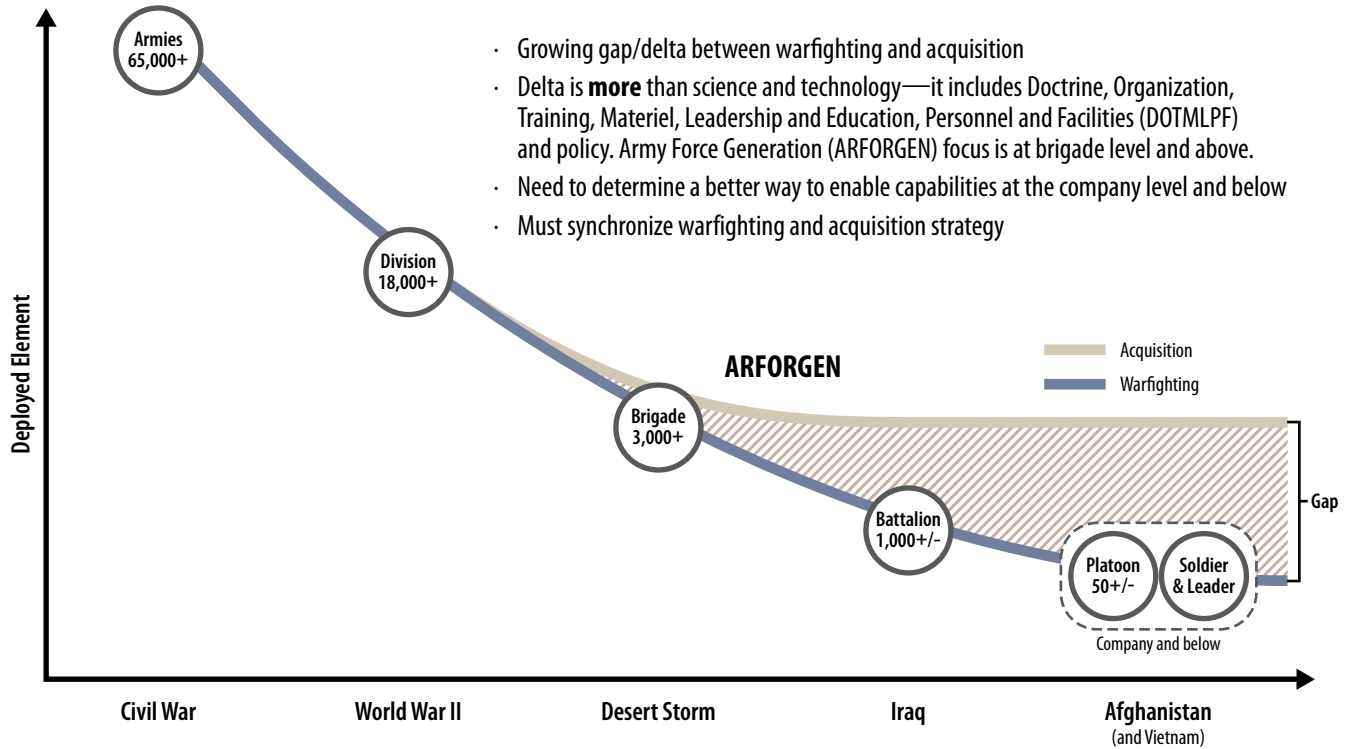 Armies
65,000+
· Growing gap/delta between warfighting and acquisition
· Delta is more than science and technology—it includes Doctrine, Organization,
Training, Materiel, Leadership and Education, Personnel and Facilities (DOTMLPF)
and policy. Army Force Generation (ARFORGEN) focus is at brigade level and above.
· Need to determine a better way to enable capabilities at the company level and below
· Must synchronize warfighting and acquisition strategy
Division
18,000+
Deployed Element
ARFORGEN
Acquisition
Warfighting
Brigade
3,000+
Gap
Battalion
1,000+/-
Platoon
50+/-
Soldier
& Leader
Company and below
Civil War
World War II
Desert Storm
Iraq
Afghanistan
(and Vietnam)